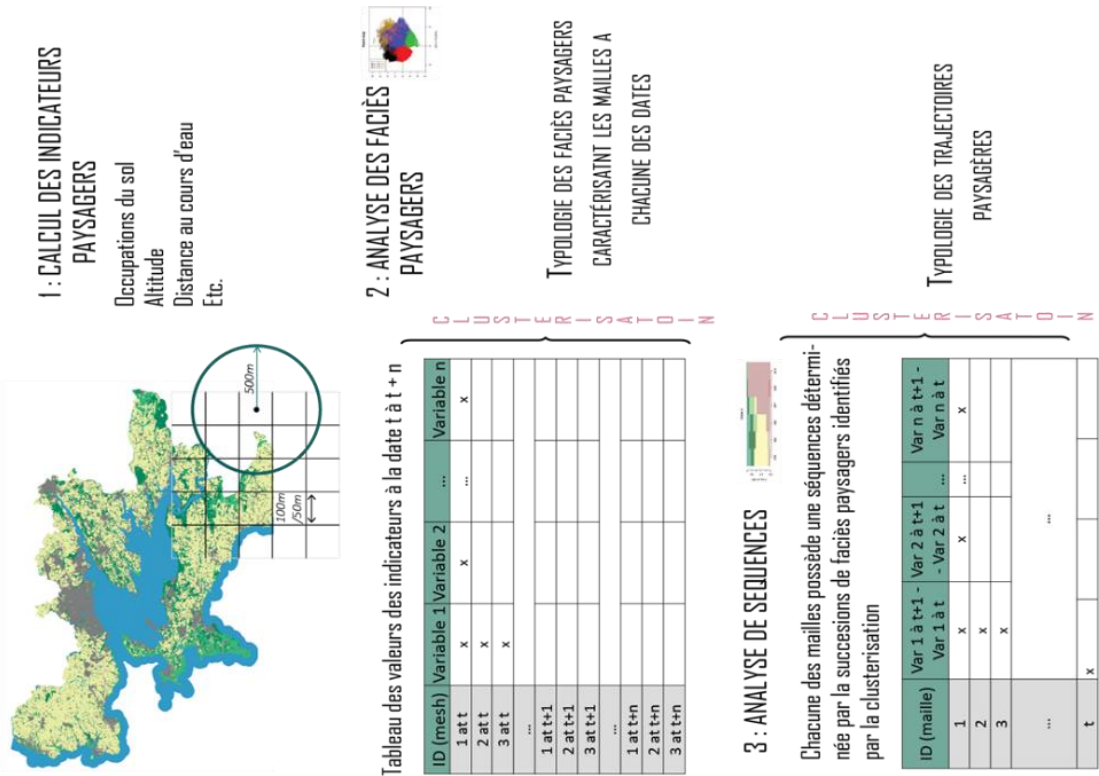 1 : CALCUL DES INDICATEURS
PAYSAGERS
Occupations du sol
Altitude
Distance au cours d'eau
Etc.
500m
100m
/50m
2 : ANALYSE DES FACIÈS
PAYSAGERS
Tableau des valeurs des indicateurs à la date t à t + n
ID (mesh) Variable 1 Variable 2 ... Variable n
1 at t x x ... x
2 at t x
3 at t x
...
1 at t+1
2 at t+1
3 at t+1
...
1 at t+n
2 at t+n
3 at t+n
CLUSTERISATOIN
TYPOLOGIE DES FACIÈS PAYSAGERS
CARACTÉRISATNT LES MAILLES A
CHACUNE DES DATES
3 : ANALYSE DE SEQUENCES
Chacune des mailles possède une séquences détermi-
née par la succesions de faciès paysagers identifiés
par la clusterisation
ID (maille) Var 1 à t+1 - Var 2 à t+1 ... Var n à t+1 -
Var 1 à t - Var 2 à t Var n à t
1 x x ... x
2 x
3 x
... ...
t x
CLUSTERISATOIN
TYPOLOGIE DES TRAJECTOIRES
PAYSAGÈRES